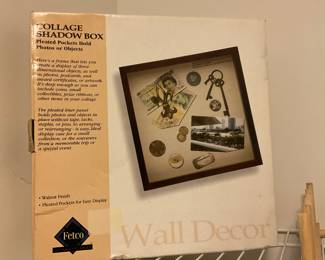 COLLAGE
SHADOW BOX
Pleated Pockets Hold
Photos or Objects
Here's a frame that lets you
create a display of three
dimensional objects, as well
as photos, postcards, and
award certificates, or artwork.
It's deep enough so you can
include coins, small
collectibles, prize ribbons, or
other items in your collage
The pleated liner panel
holds photos and objects in
place without tape, tacks,
staples, or pins. So arranging -
or rearranging - is easy. Ideal
display case for a small
collection, or the souvenirs
from a memorable trip or
a special event
• Walnut Finish
• Pleated Pockets for Easy Display
Fetco
Wall Decor